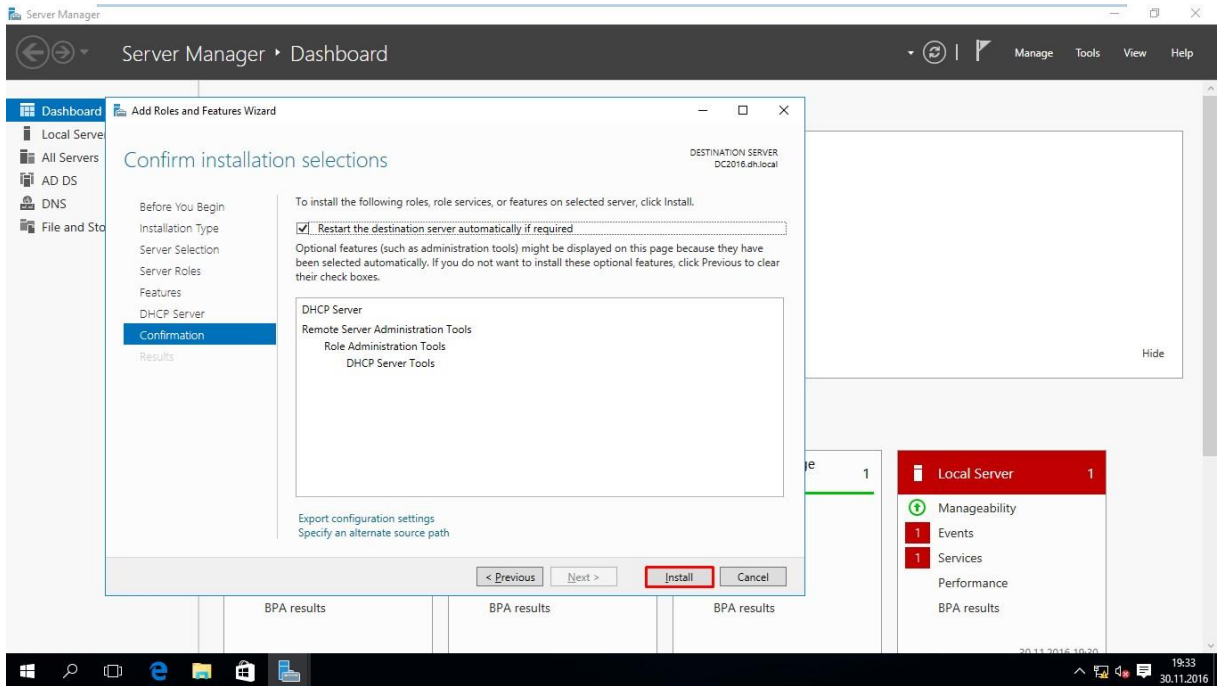 Server Manager
Server Manager • Dashboard
Manage Tools View Help
Dashboard
Local Serve
All Servers
AD DS
DNS
File and Sto
Add Roles and Features Wizard
Confirm installation selections
DESTINATION SERVER
DC2016.dh.local
Before You Begin
Installation Type
Server Selection
Server Roles
Features
DHCP Server
Confirmation
Results
To install the following roles, role services, or features on selected server, click Install.
Restart the destination server automatically if required
Optional features (such as administration tools) might be displayed on this page because they have
been selected automatically. If you do not want to install these optional features, click Previous to clear
their check boxes.
DHCP Server
Remote Server Administration Tools
Role Administration Tools
DHCP Server Tools
Export configuration settings
Specify an alternate source path
< Previous Next > Install Cancel
Hide
ge 1
Local Server 1
Manageability
1 Events
1 Services
Performance
BPA results
BPA results
BPA results
BPA results
30.11.2016 19:30
19:33
30.11.2016